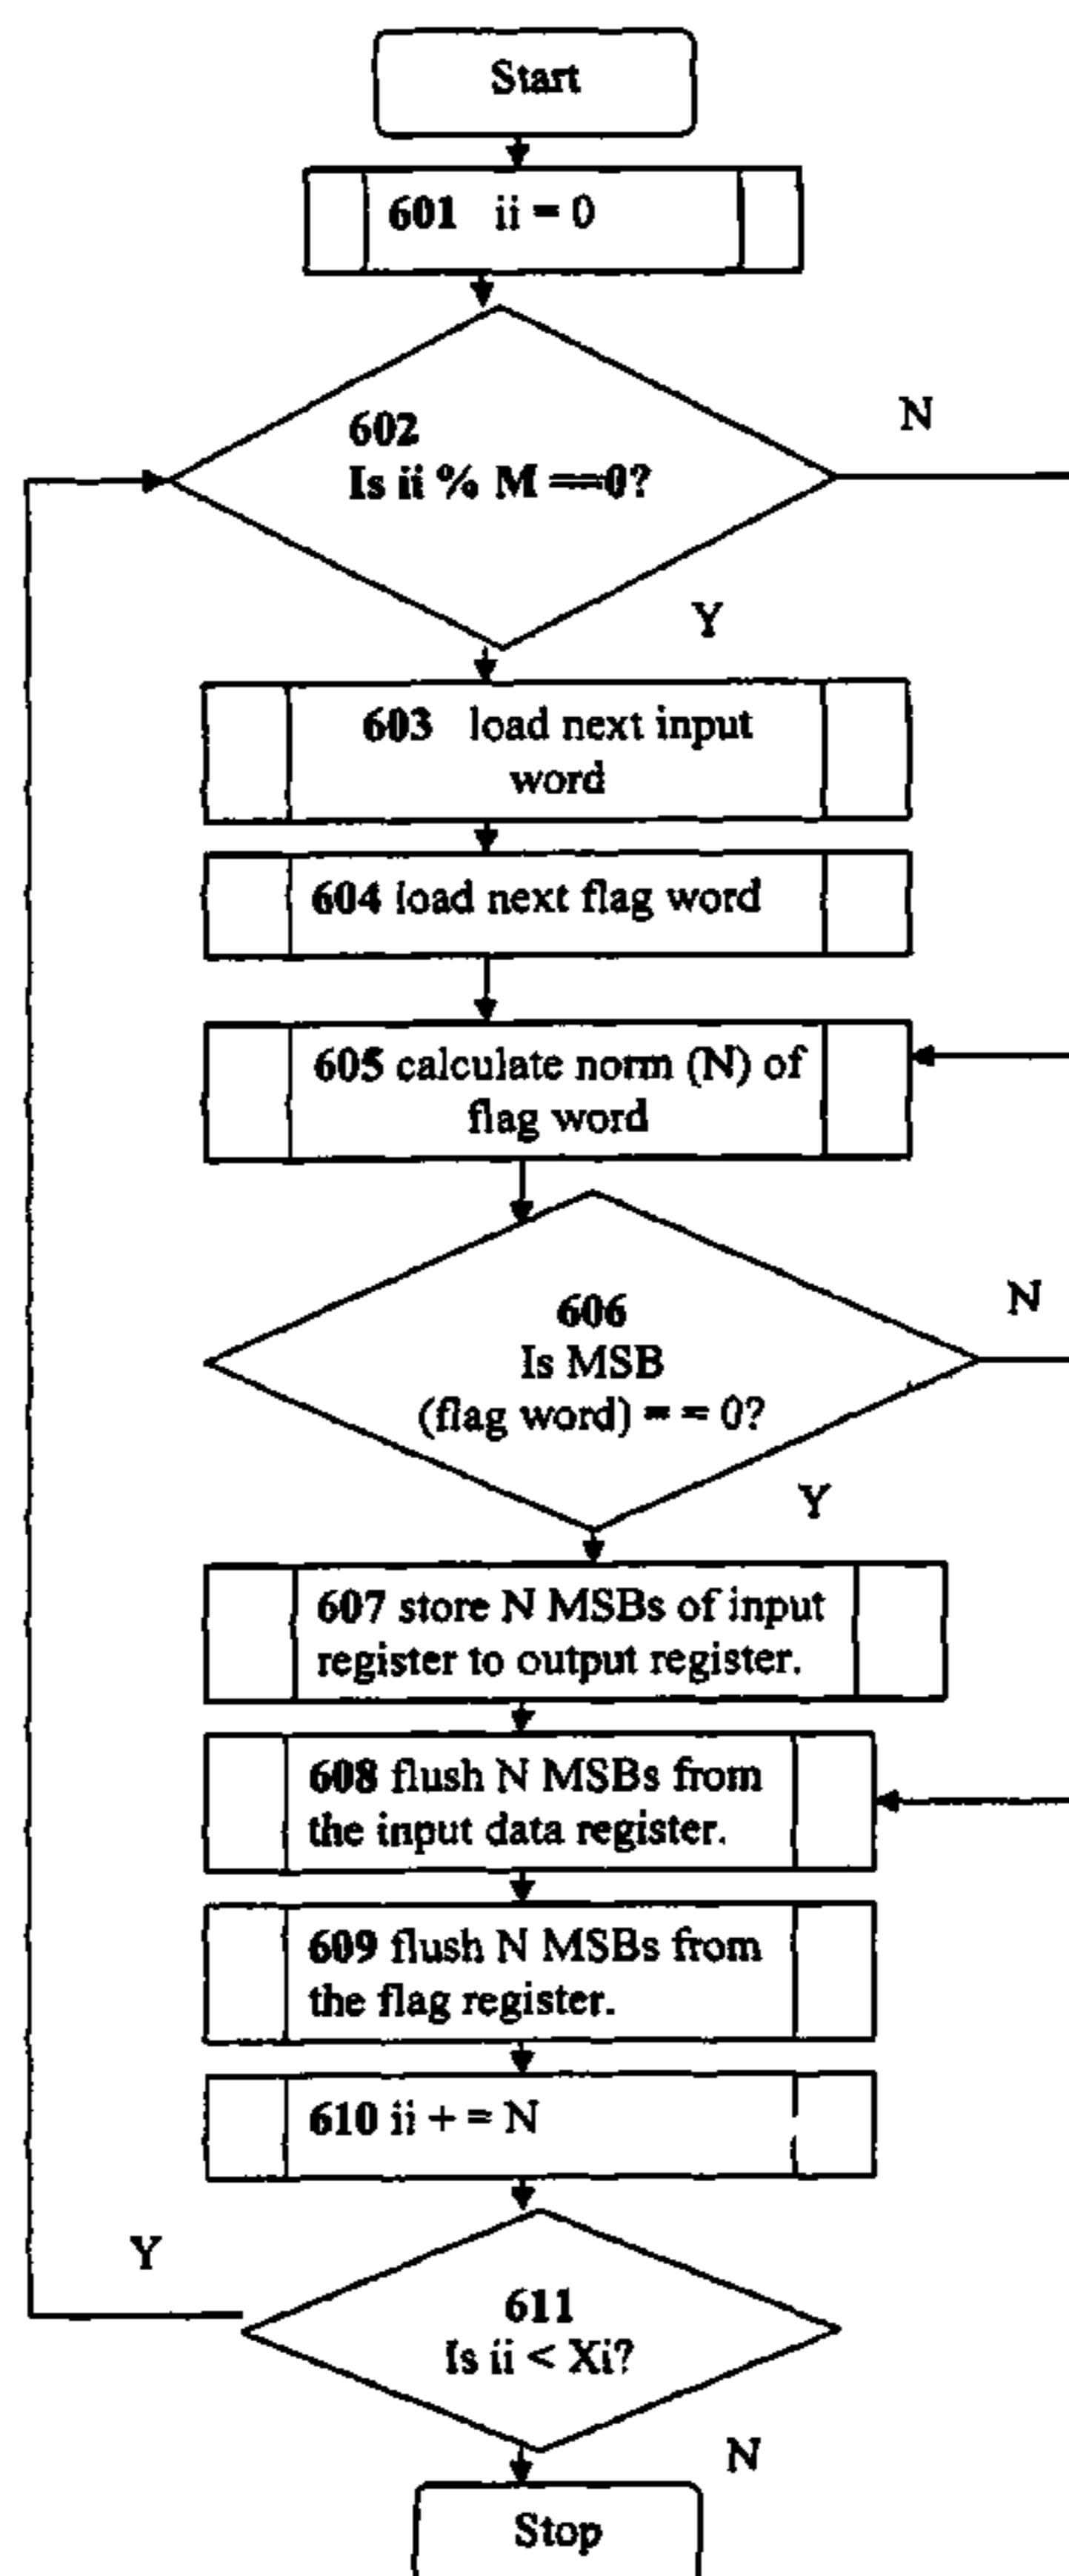 Start
601 ii = 0
602
Is ii % M ==0?
N
Y
603 load next input
word
604 load next flag word
605 calculate norm (N) of
flag word
606
Is MSB
(flag word) = = 0?
N
Y
607 store N MSBs of input
register to output register.
608 flush N MSBs from
the input data register.
609 flush N MSBs from
the flag register.
610 ii + = N
Y
611
Is ii < Xi?
N
Stop